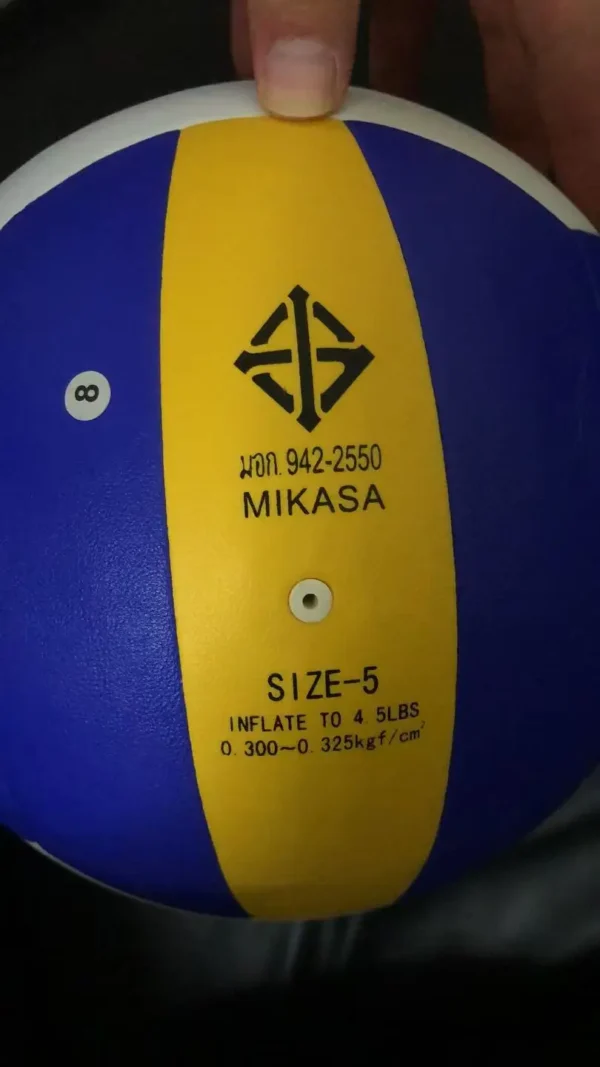 8
มอก. 942-2550
MIKASA
SIZE-5
INFLATE TO 4.5LBS
0.300~0.325kgf/cm²